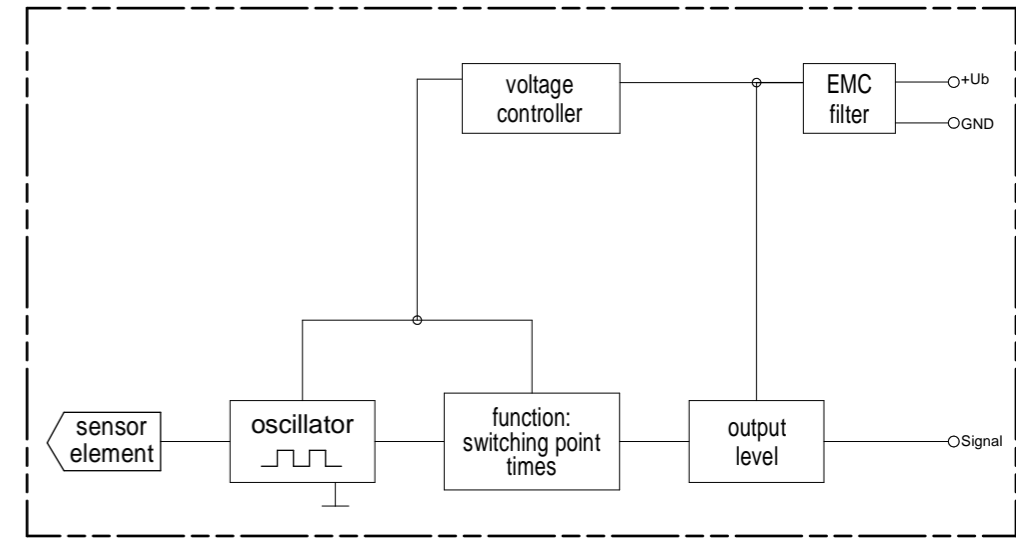 voltage
controller
EMC
filter
+Ub
GND
sensor
element
oscillator
function:
switching point
times
output
level
Signal